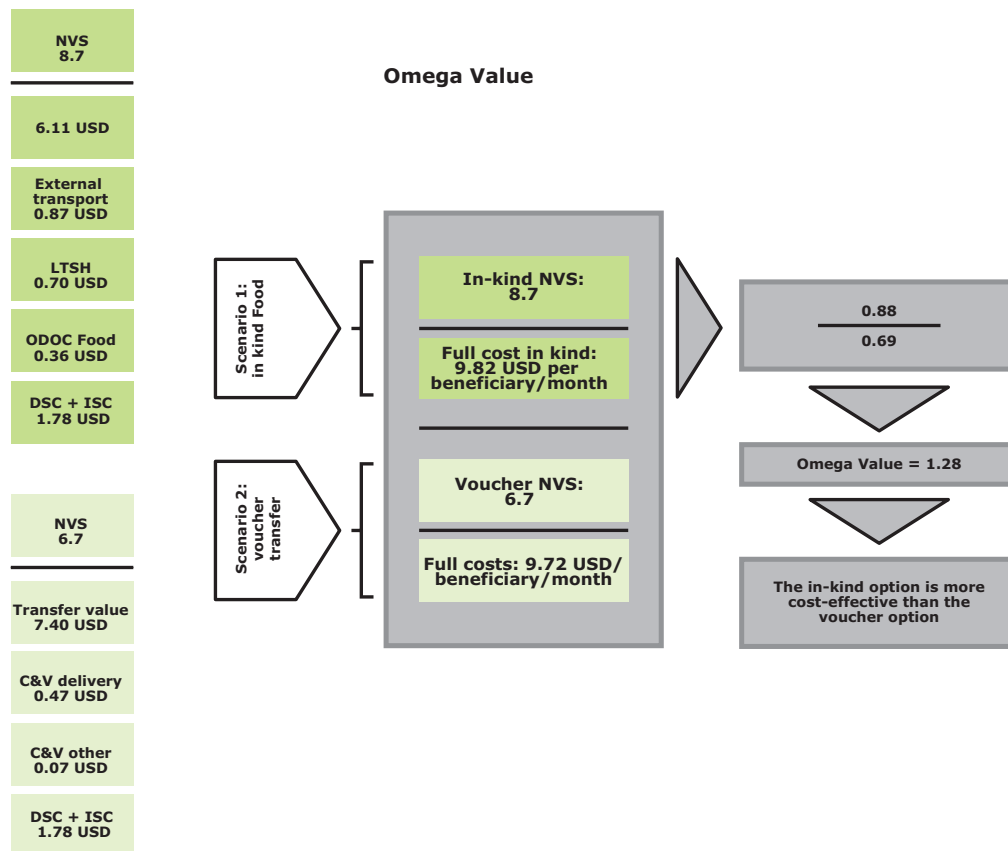 NVS
8.7
6.11 USD
External
transport
0.87 USD
LTSH
0.70 USD
ODOC Food
0.36 USD
DSC + ISC
1.78 USD
NVS
6.7
Transfer value
7.40 USD
C&V delivery
0.47 USD
C&V other
0.07 USD
DSC + ISC
1.78 USD
Omega Value
Scenario 1:
in kind Food
In-kind NVS:
8.7
Full cost in kind:
9.82 USD per
beneficiary/month
Scenario 2:
voucher
transfer
Voucher NVS:
6.7
Full costs: 9.72 USD/
beneficiary/month
0.88
0.69
Omega Value = 1.28
The in-kind option is more
cost-effective than the
voucher option